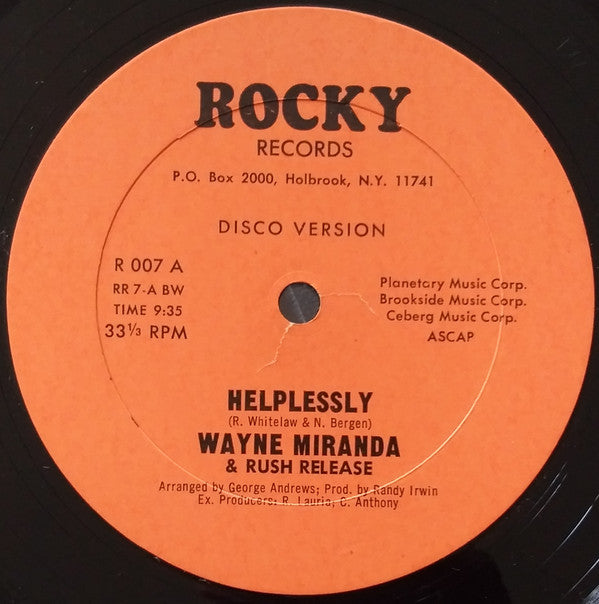 ROCKY
RECORDS
P.O. Box 2000, Holbrook, N.Y. 11741
DISCO VERSION
R 007 A
RR 7-A BW
TIME 9:35
33⅓ RPM
Planetary Music Corp.
Brookside Music Corp.
Ceberg Music Corp.
ASCAP
HELPLESSLY
(R. Whitelaw & N. Bergen)
WAYNE MIRANDA
& RUSH RELEASE
Arranged by George Andrews; Prod. by Randy Irwin
Ex. Producers: R. Lauria; C. Anthony